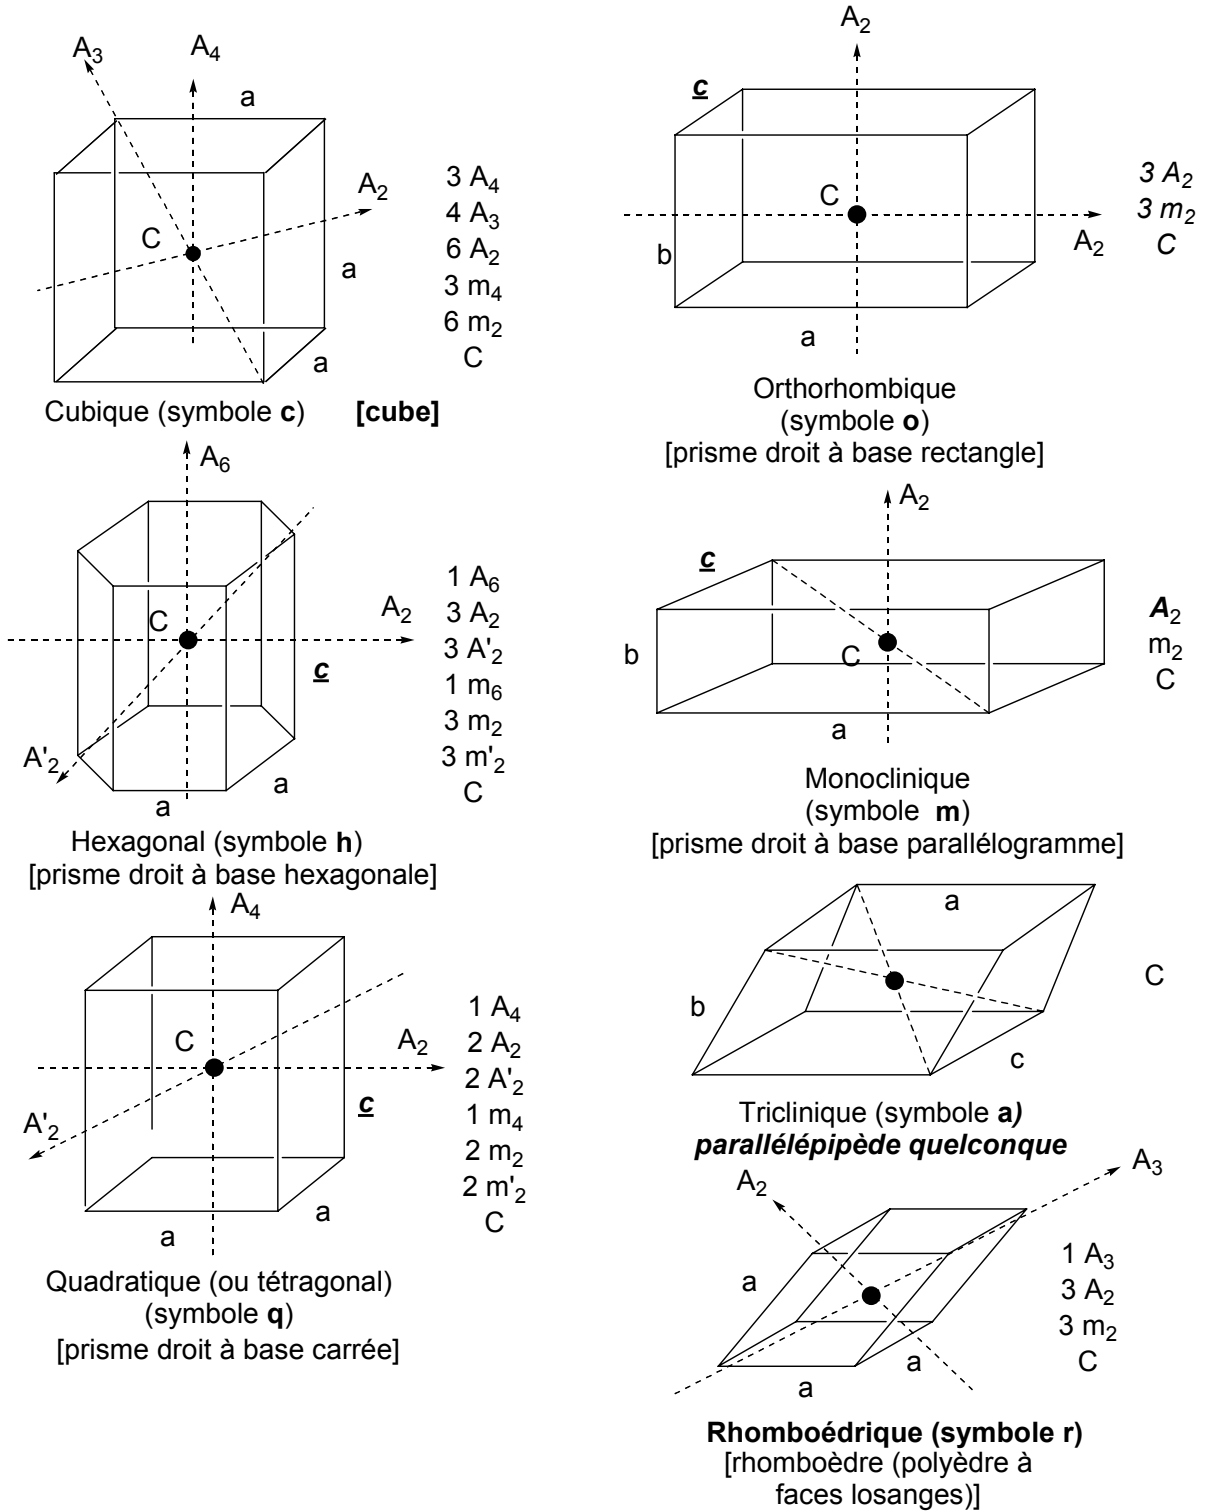 A3
A4
a
A2
C
a
a
3 A4
4 A3
6 A2
3 m4
6 m2
C
Cubique (symbole c) [cube]
A6
C
A2
c
A'2
a
a
1 A6
3 A2
3 A'2
1 m6
3 m2
3 m'2
C
Hexagonal (symbole h)
[prisme droit à base hexagonale]
A4
C
A2
A'2
c
a
a
1 A4
2 A2
2 A'2
1 m4
2 m2
2 m'2
C
Quadratique (ou tétragonal)
(symbole q)
[prisme droit à base carrée]
A2
c
C
A2
b
a
3 A2
3 m2
C
Orthorhombique
(symbole o)
[prisme droit à base rectangle]
A2
c
b
C
a
A2
m2
C
Monoclinique
(symbole m)
[prisme droit à base parallélogramme]
a
b
c
C
Triclinique (symbole a)
parallélépipède quelconque
A2
A3
a
a
a
1 A3
3 A2
3 m2
C
Rhomboédrique (symbole r)
[rhomboèdre (polyèdre à
faces losanges)]